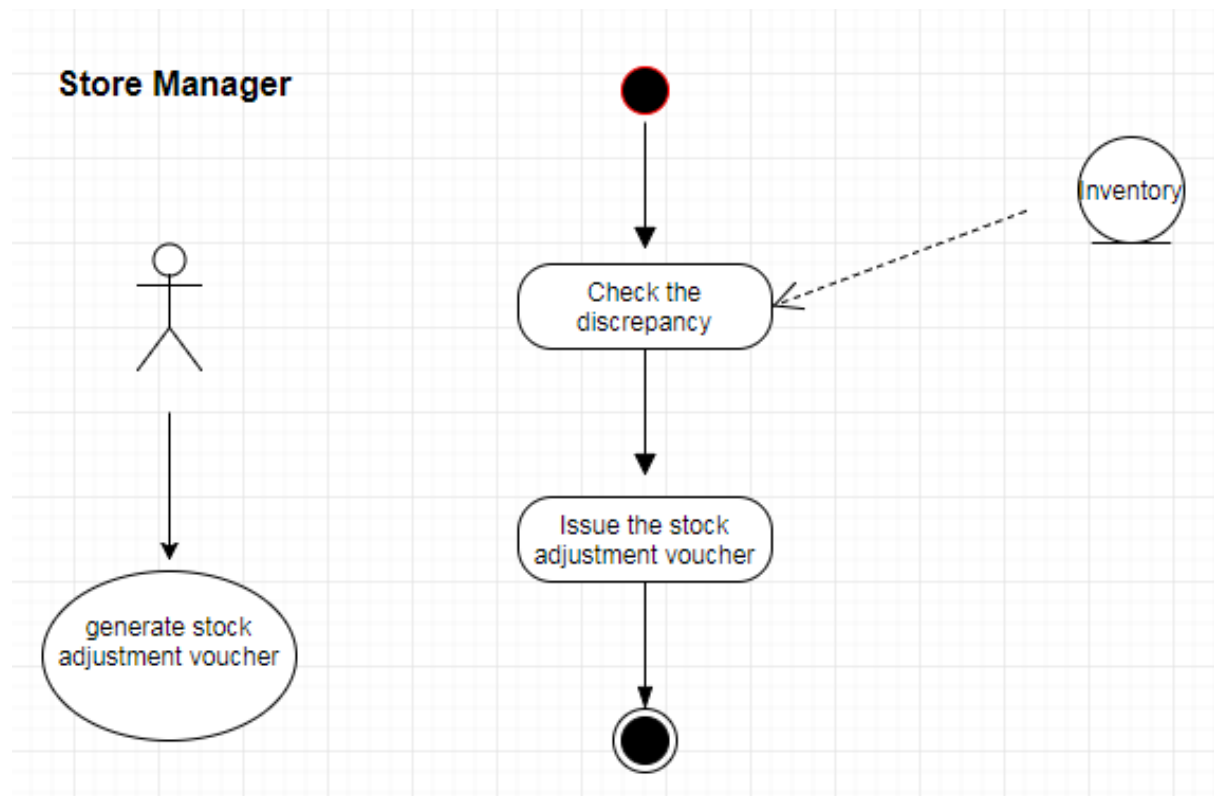 Store Manager
Inventory
Check the
discrepancy
Issue the stock
adjustment voucher
generate stock
adjustment voucher